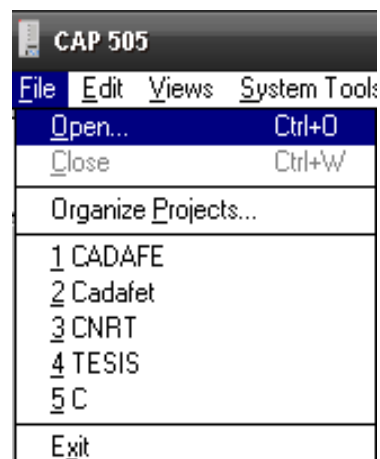 CAP 505
File Edit Views System Tools
Open... Ctrl+O
Close Ctrl+W
Organize Projects...
1 CADAFE
2 Cadafet
3 CNRT
4 TESIS
5 C
Exit